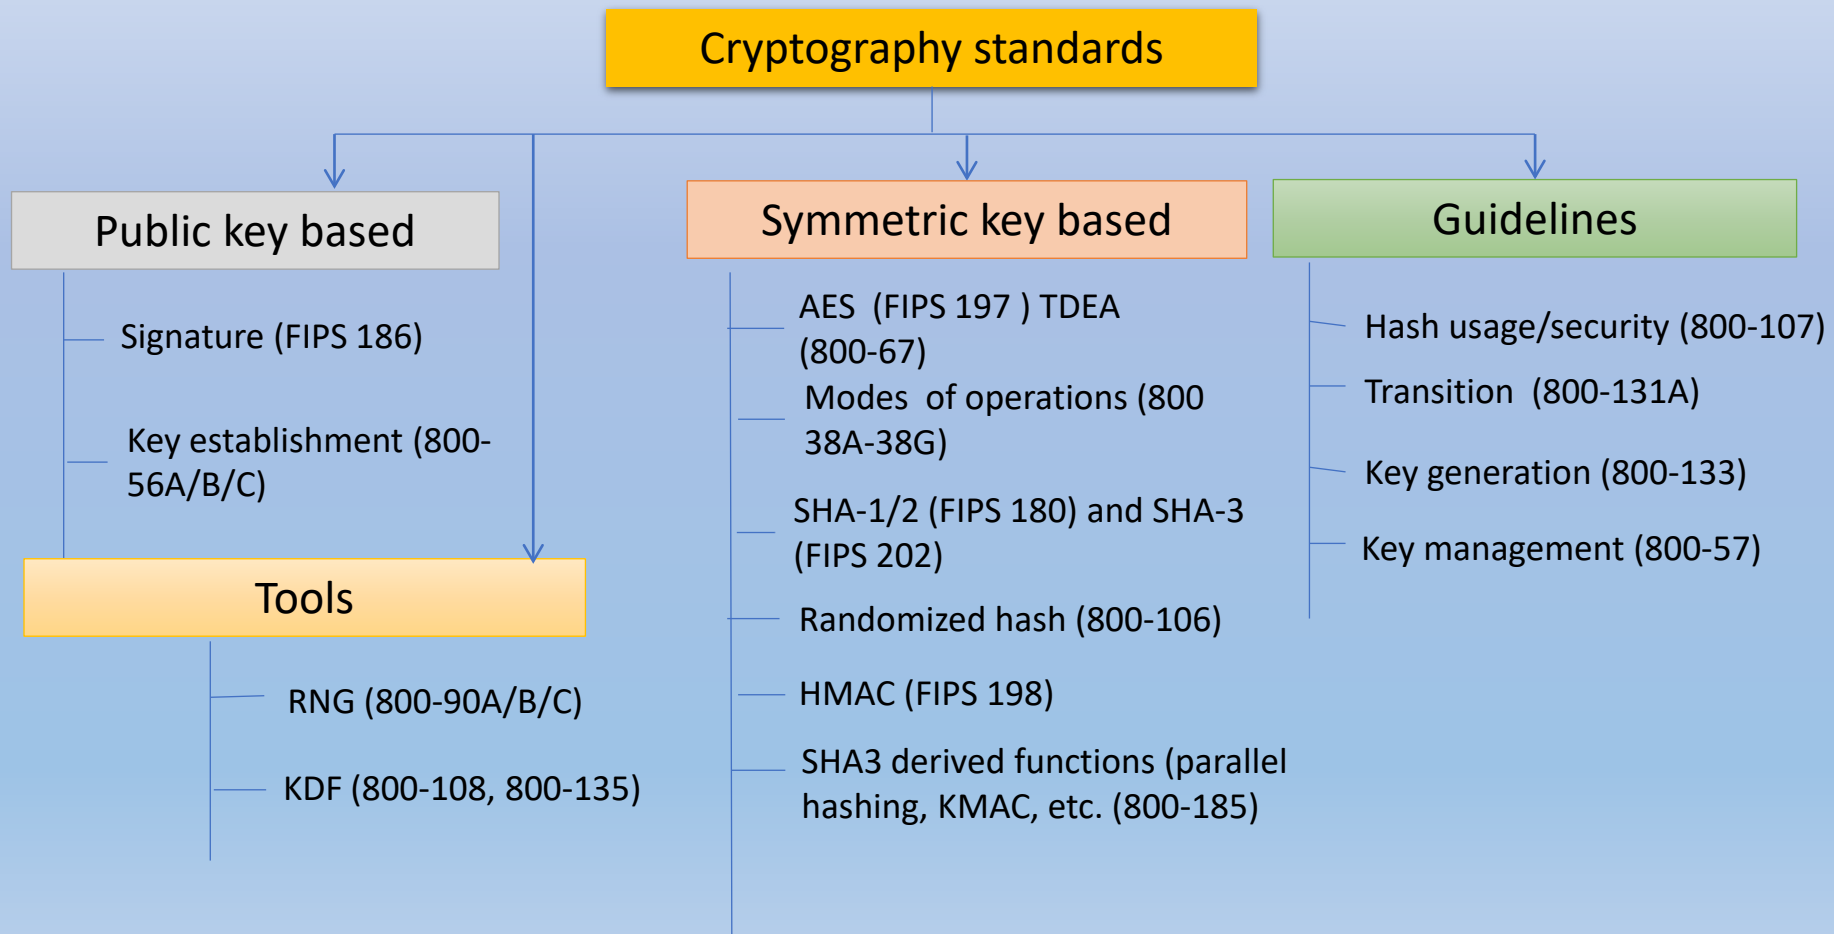 Cryptography standards
Public key based
Signature (FIPS 186)
Key establishment (800-
56A/B/C)
Tools
RNG (800-90A/B/C)
KDF (800-108, 800-135)
Symmetric key based
AES  (FIPS 197 ) TDEA
(800-67)
Modes  of operations (800
38A-38G)
SHA-1/2 (FIPS 180) and SHA-3
(FIPS 202)
Randomized hash (800-106)
HMAC (FIPS 198)
SHA3 derived functions (parallel
hashing, KMAC, etc. (800-185)
Guidelines
Hash usage/security (800-107)
Transition  (800-131A)
Key generation (800-133)
Key management (800-57)